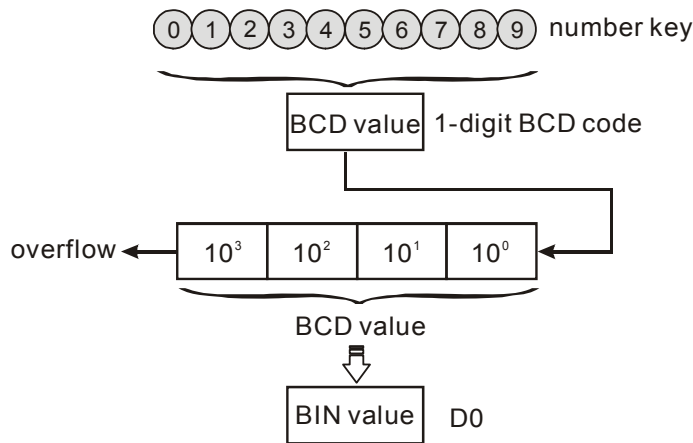 0 1 2 3 4 5 6 7 8 9 number key
BCD value 1-digit BCD code
overflow 10³ 10² 10¹ 10⁰
BCD value
BIN value D0